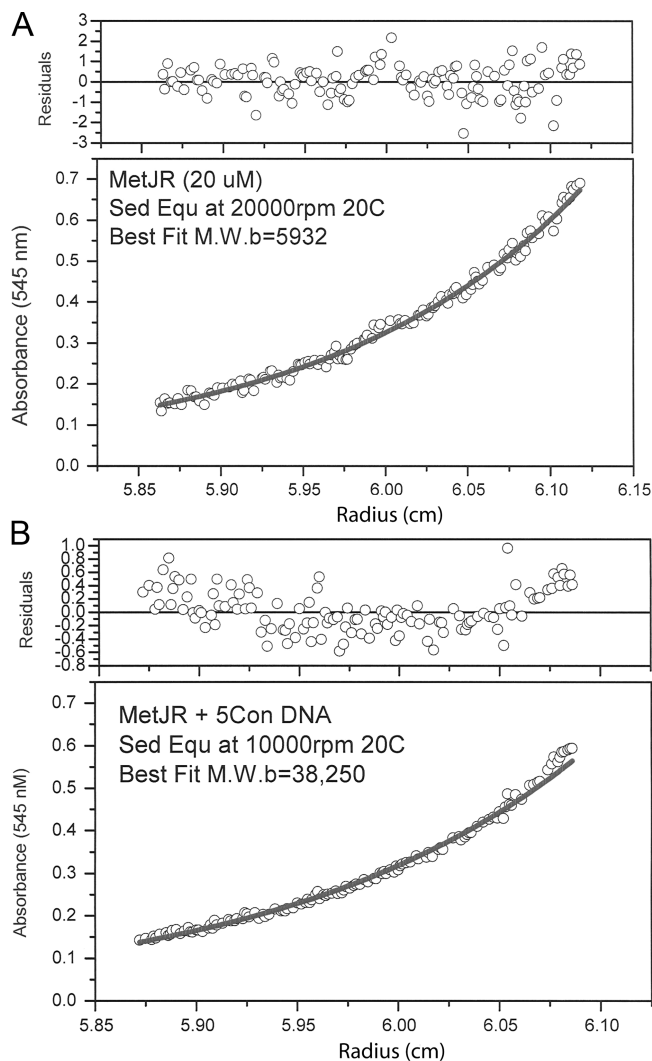 A
3
2
1
0
-1
-2
-3
Residuals
0.7
0.6
0.5
0.4
0.3
0.2
0.1
0.0
Absorbance (545 nm)
MetJR (20 uM)
Sed Equ at 20000rpm 20C
Best Fit M.W.b=5932
5.85 5.90 5.95 6.00 6.05 6.10 6.15
Radius (cm)
B
1.0
0.8
0.6
0.4
0.2
0.0
-0.2
-0.4
-0.6
-0.8
Residuals
0.7
0.6
0.5
0.4
0.3
0.2
0.1
0.0
Absorbance (545 nM)
MetJR + 5Con DNA
Sed Equ at 10000rpm 20C
Best Fit M.W.b=38,250
5.85 5.90 5.95 6.00 6.05 6.10
Radius (cm)